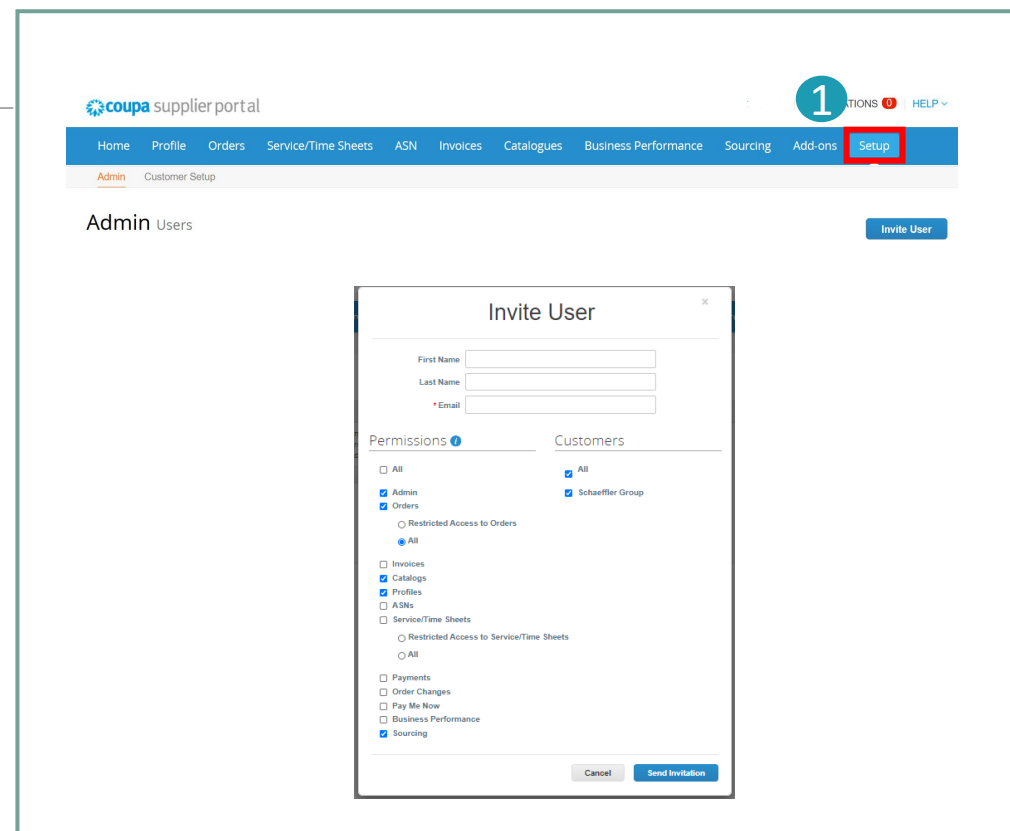 coupa supplier portal
1
TIONS 0 HELP
Home Profile Orders Service/Time Sheets ASN Invoices Catalogues Business Performance Sourcing Add-ons Setup
Admin Customer Setup
Admin Users
Invite User
Invite User
×
First Name
Last Name
* Email
Permissions i
Customers
All
All
Admin
Schaeffler Group
Orders
Restricted Access to Orders
All
Invoices
Catalogs
Profiles
ASNs
Service/Time Sheets
Restricted Access to Service/Time Sheets
All
Payments
Order Changes
Pay Me Now
Business Performance
Sourcing
Cancel Send Invitation